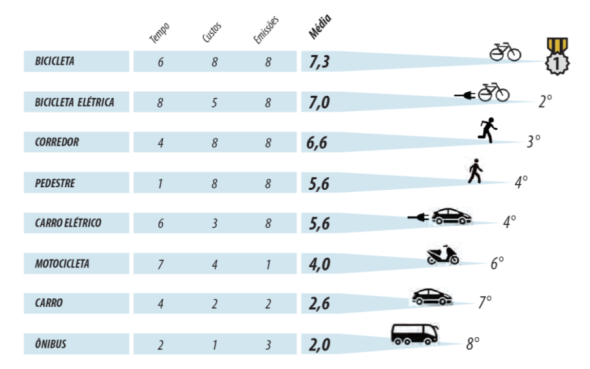 Tempo Custos Emissões Média
BICICLETA 6 8 8 7,3 1
BICICLETA ELÉTRICA 8 5 8 7,0 2°
CORREDOR 4 8 8 6,6 3°
PEDESTRE 1 8 8 5,6 4°
CARRO ELÉTRICO 6 3 8 5,6 4°
MOTOCICLETA 7 4 1 4,0 6°
CARRO 4 2 2 2,6 7°
ÔNIBUS 2 1 3 2,0 8°